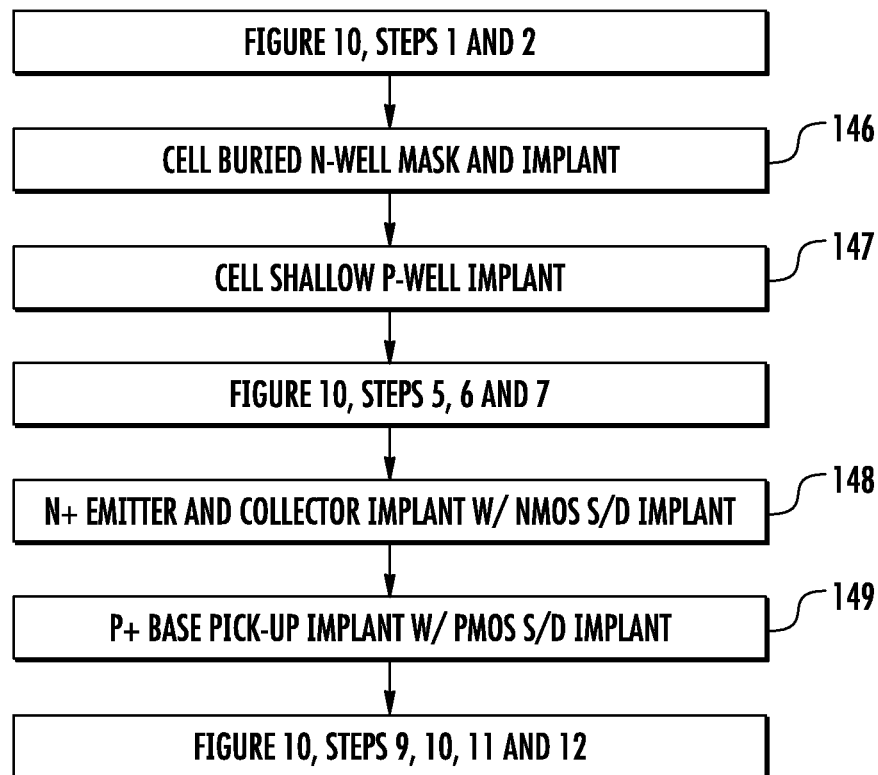 FIGURE 10, STEPS 1 AND 2
146
CELL BURIED N-WELL MASK AND IMPLANT
147
CELL SHALLOW P-WELL IMPLANT
FIGURE 10, STEPS 5, 6 AND 7
148
N+ EMITTER AND COLLECTOR IMPLANT W/ NMOS S/D IMPLANT
149
P+ BASE PICK-UP IMPLANT W/ PMOS S/D IMPLANT
FIGURE 10, STEPS 9, 10, 11 AND 12